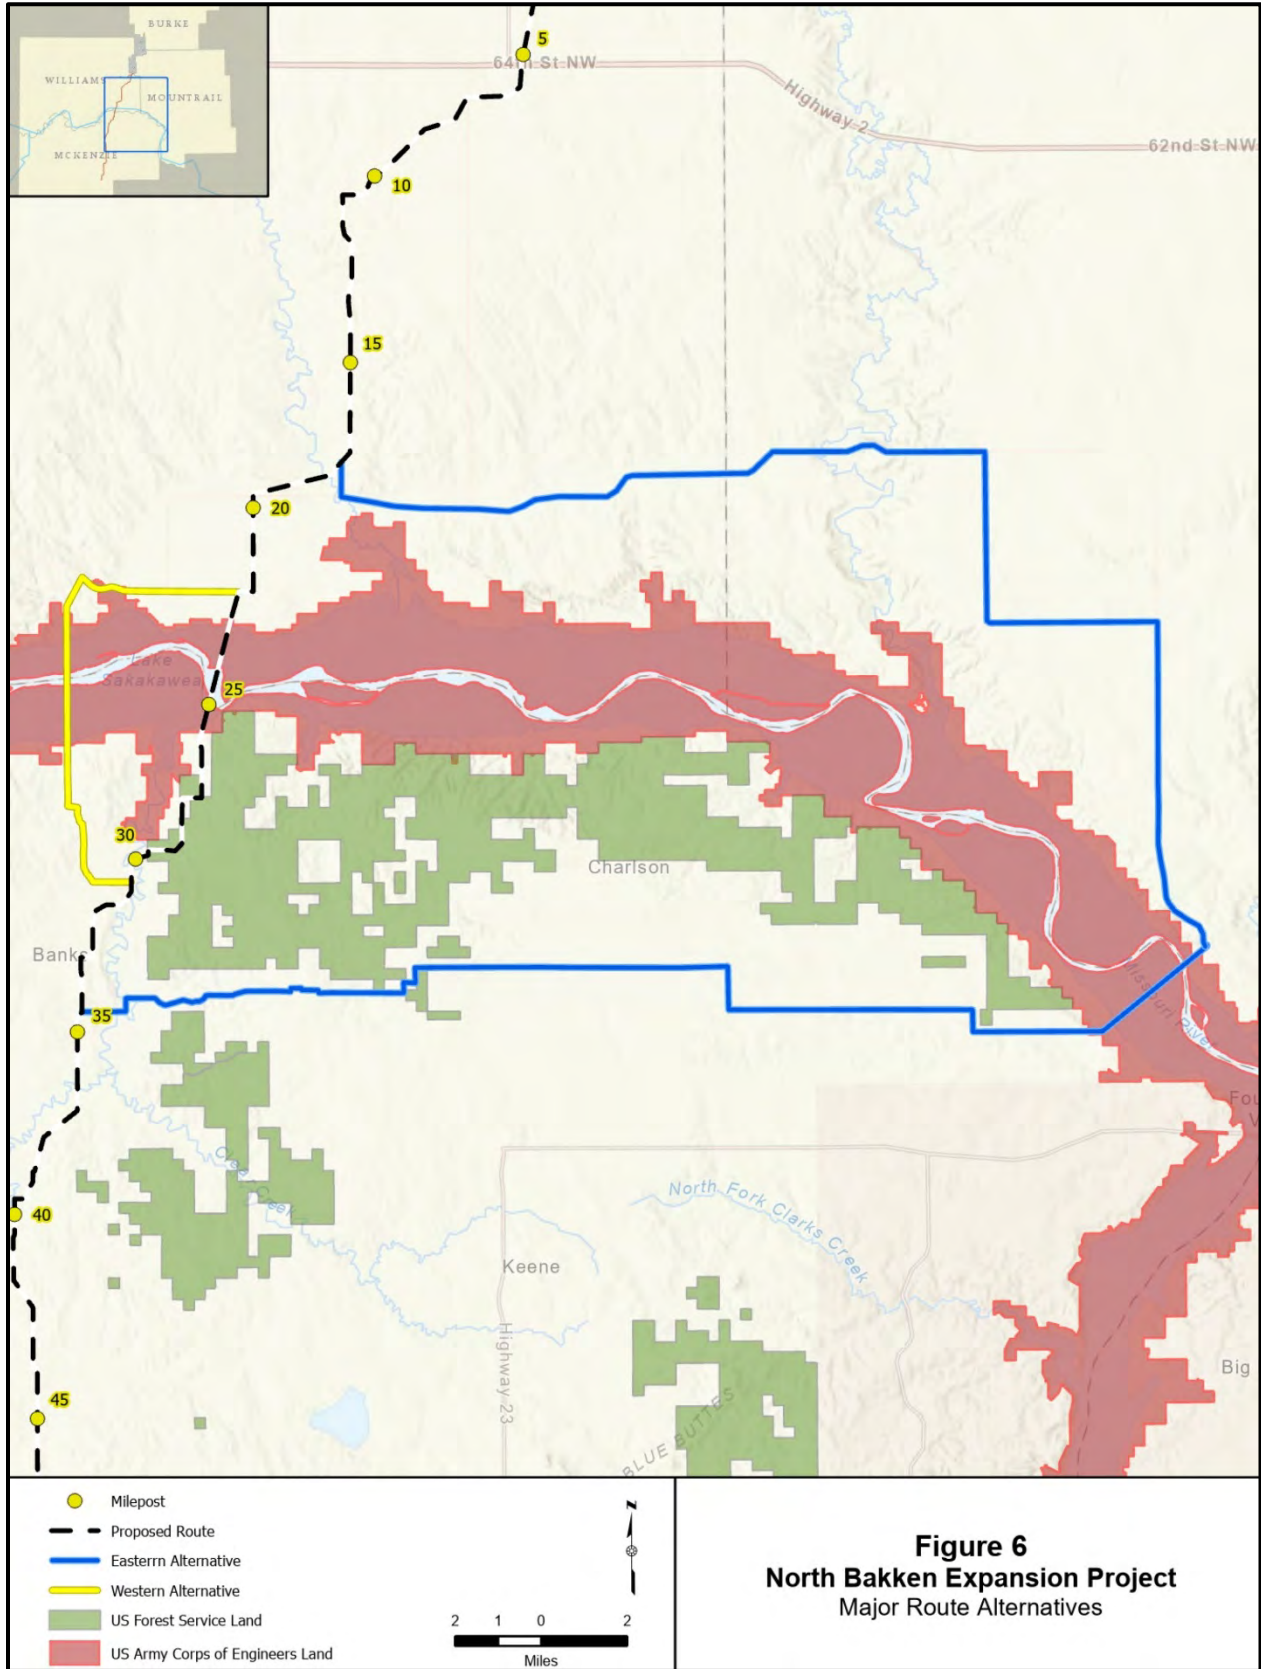 BURKE
WILLIAMS
MOUNTRAIL
MCKENZIE
5
64th St NW
Highway 2
62nd St NW
10
15
20
Lake
Sakakawea
25
30
Charlson
Banks
Missouri River
35
Clear Creek
North Fork Clarks Creek
40
Keene
Highway 23
Big
BLUE BUTTES
45
Milepost
Proposed Route
Easterrn Alternative
Western Alternative
US Forest Service Land
US Army Corps of Engineers Land
N
2 1 0 2
Miles
Figure 6
North Bakken Expansion Project
Major Route Alternatives